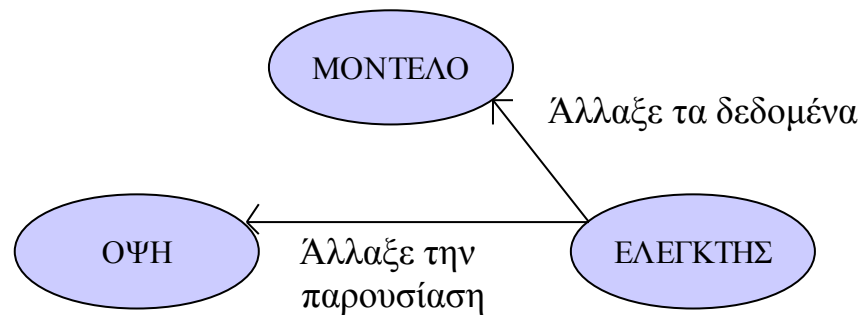 ΜΟΝΤΕΛΟ
Άλλαξε τα δεδομένα
ΟΨΗ
Άλλαξε την
παρουσίαση
ΕΛΕΓΚΤΗΣ